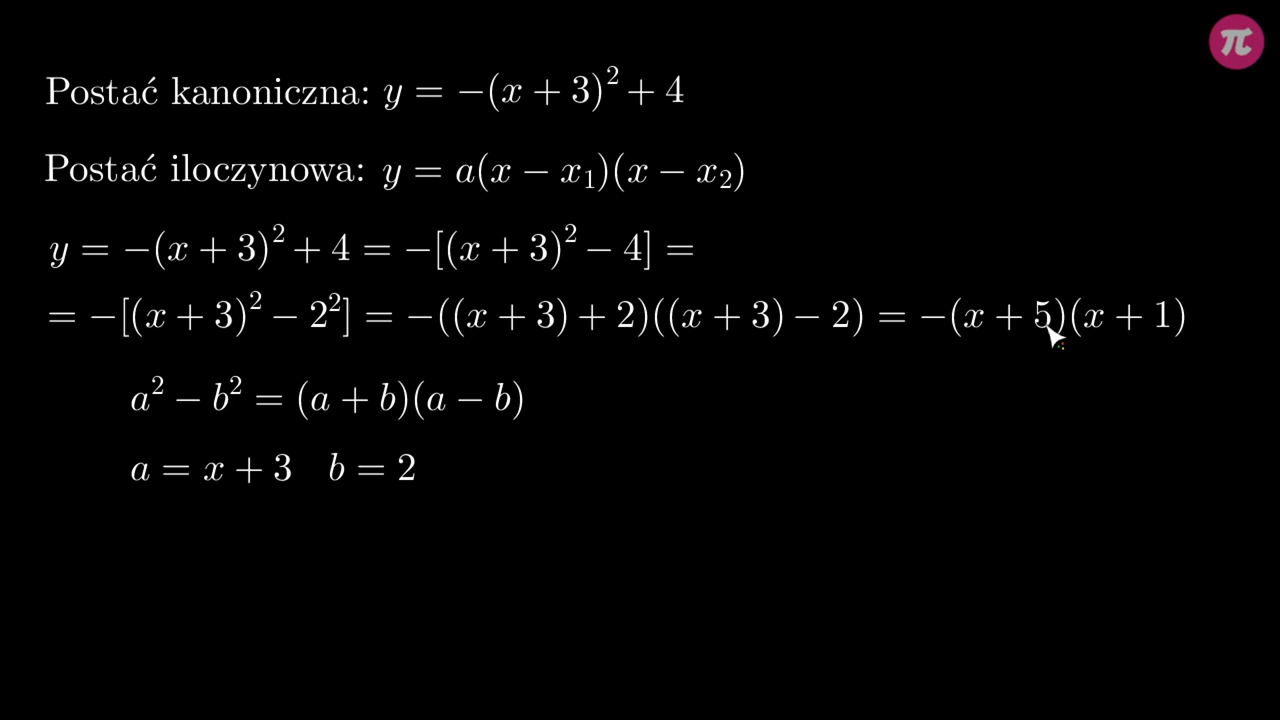 Postać kanoniczna: y = −(x + 3)² + 4
Postać iloczynowa: y = a(x − x₁)(x − x₂)
y = −(x + 3)² + 4 = −[(x + 3)² − 4] =
= −[(x + 3)² − 2²] = −((x + 3) + 2)((x + 3) − 2) = −(x + 5)(x + 1)
a² − b² = (a + b)(a − b)
a = x + 3 b = 2
π